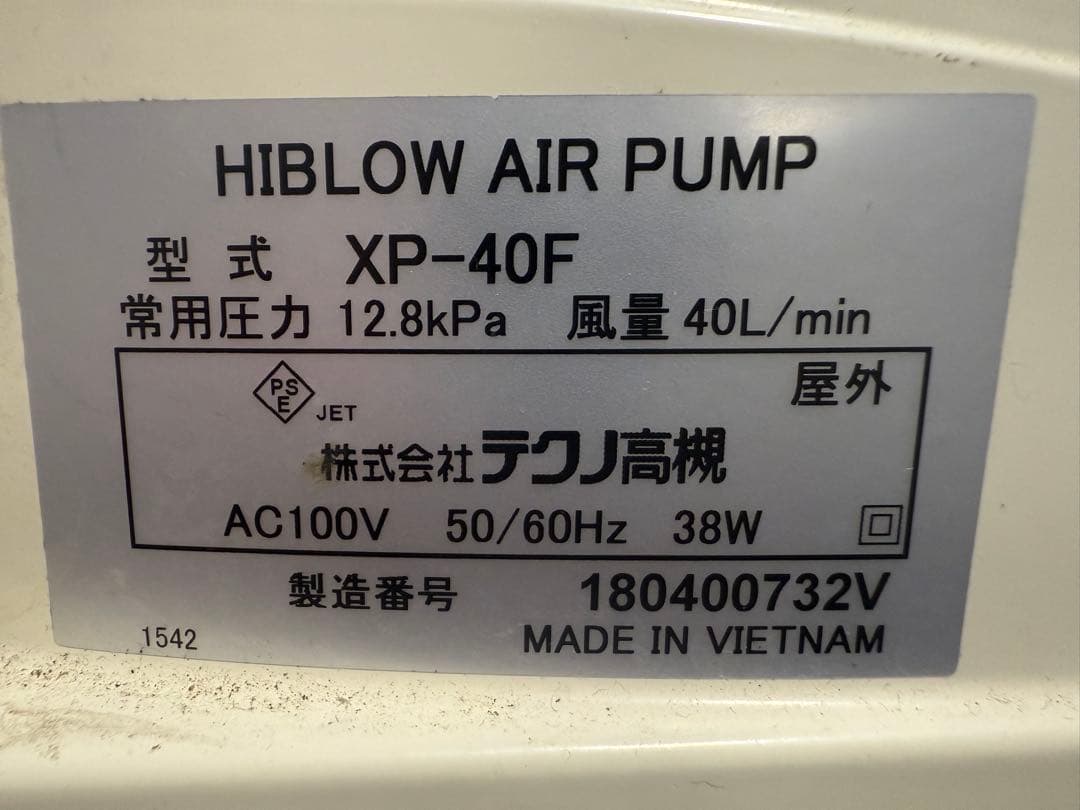 HIBLOW AIR PUMP
型式 XP-40F
常用圧力 12.8kPa 風量 40L/min
PSE JET 屋外
株式会社テクノ高槻
AC100V 50/60Hz 38W
製造番号 180400732V
1542 MADE IN VIETNAM